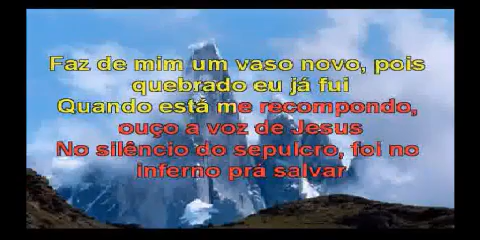 Faz de mim um vaso novo, pois
quebrado eu já fui
Quando está me recompondo,
ouço a voz de Jesus
No silêncio do sepulcro, foi no
inferno prá salvar